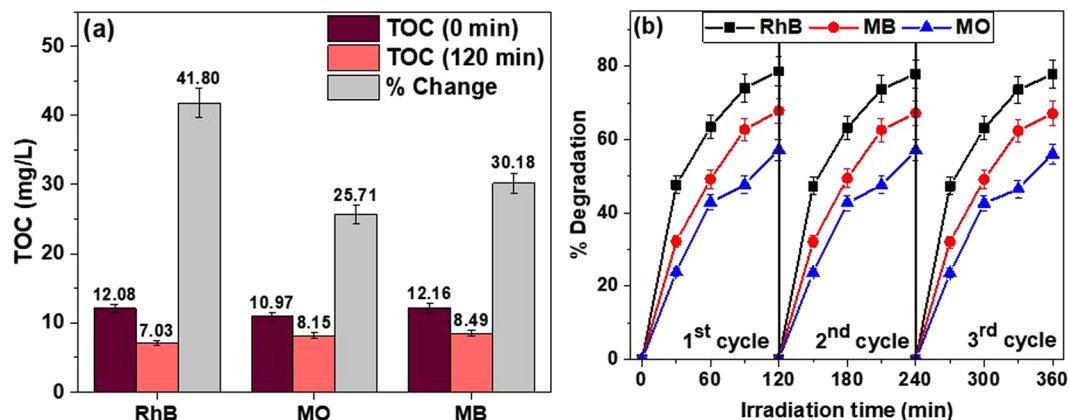 (a)
TOC (0 min)
TOC (120 min)
% Change
TOC (mg/L)
50
40
30
20
10
0
12.08
7.03
41.80
10.97
8.15
25.71
12.16
8.49
30.18
RhB
MO
MB
(b)
RhB
MB
MO
% Degradation
80
60
40
20
0
1st cycle
2nd cycle
3rd cycle
0
60
120
180
240
300
360
Irradiation time (min)